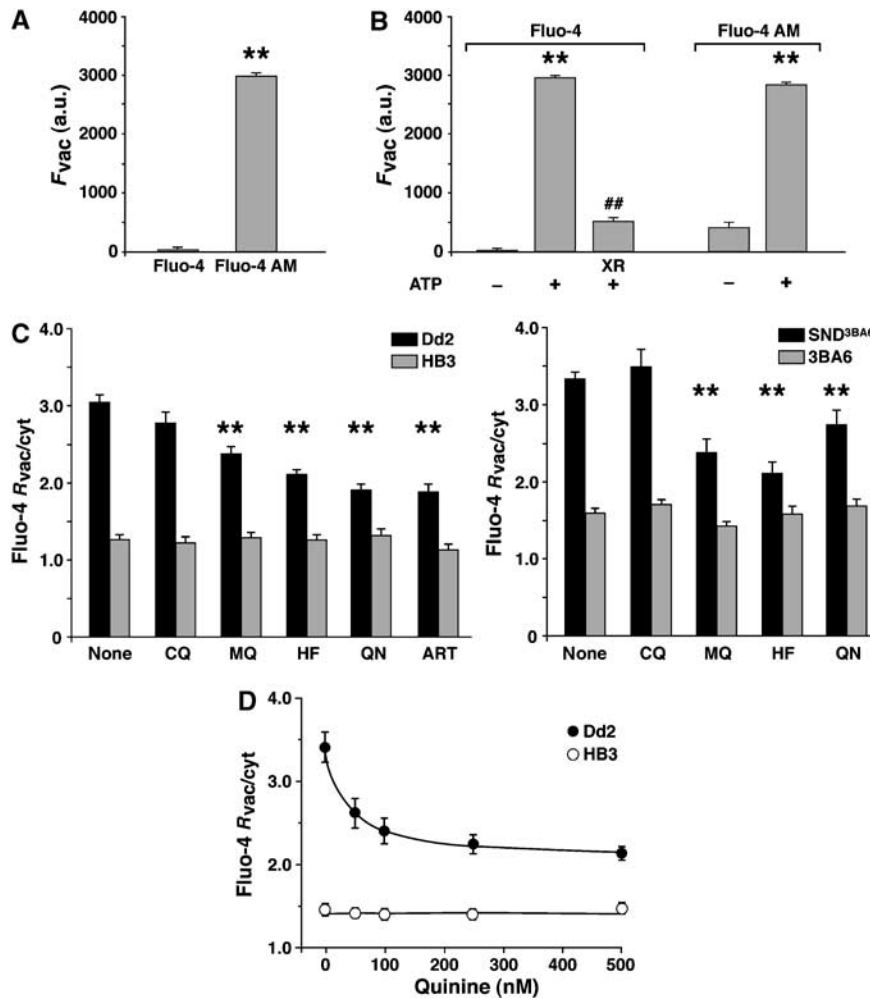 A
**
4000
3000
2000
1000
0
Fvac (a.u.)
Fluo-4 Fluo-4 AM
B
Fluo-4 Fluo-4 AM
** **
4000
3000
2000
1000
0
Fvac (a.u.)
##
XR
ATP − + + − +
C
4.0
3.0
2.0
1.0
0
Fluo-4 Rvac/cyt
Dd2
HB3
** ** ** **
None CQ MQ HF QN ART
4.0
3.0
2.0
1.0
0
Fluo-4 Rvac/cyt
SND3BA6
3BA6
** ** **
None CQ MQ HF QN
D
4.0
3.0
2.0
1.0
Fluo-4 Rvac/cyt
Dd2
HB3
0 100 200 300 400 500
Quinine (nM)